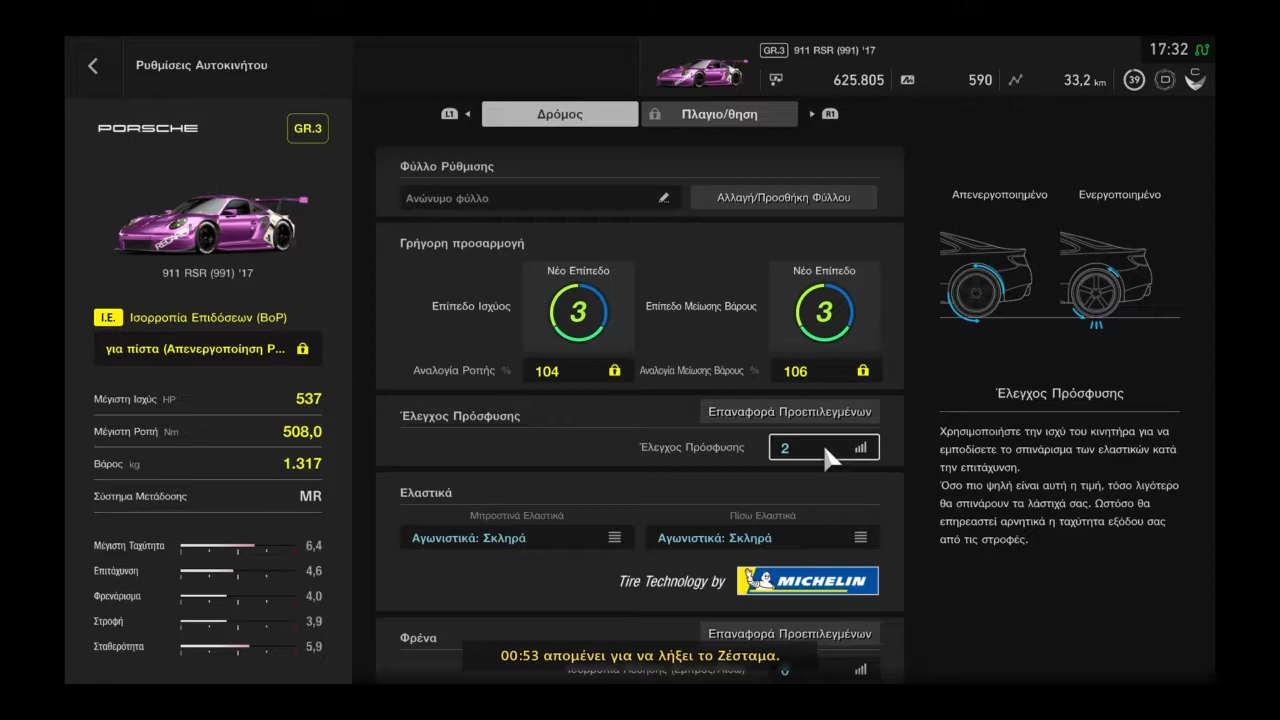 Ρυθμίσεις Αυτοκινήτου
GR.3 911 RSR (991) '17
17:32
625.805 590 33,2 km 39 D C
PORSCHE GR.3
RECARO
911 RSR (991) '17
Ι.Ε. Ισορροπία Επιδόσεων (BoP)
για πίστα (Απενεργοποίηση Ρ...
Μέγιστη Ισχύς HP 537
Μέγιστη Ροπή Nm 508,0
Βάρος kg 1.317
Σύστημα Μετάδοσης MR
Μέγιστη Ταχύτητα 6,4
Επιτάχυνση 4,6
Φρενάρισμα 4,0
Στροφή 3,9
Σταθερότητα 5,9
L1 Δρόμος Πλαγιο/θηση R1
Φύλλο Ρύθμισης
Ανώνυμο φύλλο Αλλαγή/Προσθήκη Φύλλου
Γρήγορη προσαρμογή
Νέο Επίπεδο Νέο Επίπεδο
Επίπεδο Ισχύος 3 Επίπεδο Μείωσης Βάρους 3
Αναλογία Ροπής % 104 Αναλογία Μείωσης Βάρους % 106
Έλεγχος Πρόσφυσης Επαναφορά Προεπιλεγμένων
Έλεγχος Πρόσφυσης 2
Ελαστικά
Μπροστινά Ελαστικά Πίσω Ελαστικά
Αγωνιστικά: Σκληρά Αγωνιστικά: Σκληρά
Tire Technology by MICHELIN
Φρένα Επαναφορά Προεπιλεγμένων
00:53 απομένει για να λήξει το Ζέσταμα.
Απενεργοποιημένο Ενεργοποιημένο
Έλεγχος Πρόσφυσης
Χρησιμοποιήστε την ισχύ του κινητήρα για να
εμποδίσετε το σπινάρισμα των ελαστικών κατά
την επιτάχυνση.
Όσο πιο ψηλή είναι αυτή η τιμή, τόσο λιγότερο
θα σπινάρουν τα λάστιχά σας. Ωστόσο θα
επηρεαστεί αρνητικά η ταχύτητα εξόδου σας
από τις στροφές.